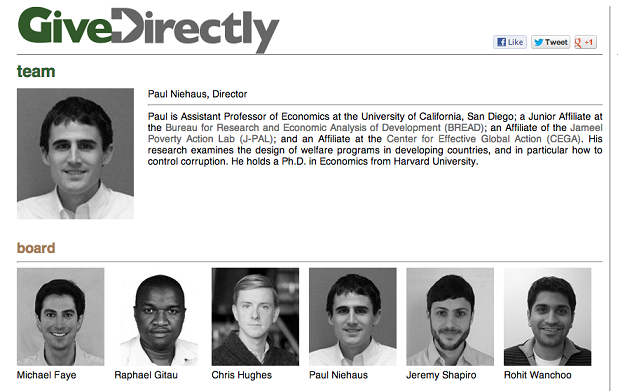 GiveDirectly
Like
Tweet
+1
team
Paul Niehaus, Director
Paul is Assistant Professor of Economics at the University of California, San Diego; a Junior Affiliate at
the Bureau for Research and Economic Analysis of Development (BREAD); an Affiliate of the Jameel
Poverty Action Lab (J-PAL); and an Affiliate at the Center for Effective Global Action (CEGA). His
research examines the design of welfare programs in developing countries, and in particular how to
control corruption. He holds a Ph.D. in Economics from Harvard University.
board
Michael Faye
Raphael Gitau
Chris Hughes
Paul Niehaus
Jeremy Shapiro
Rohit Wanchoo